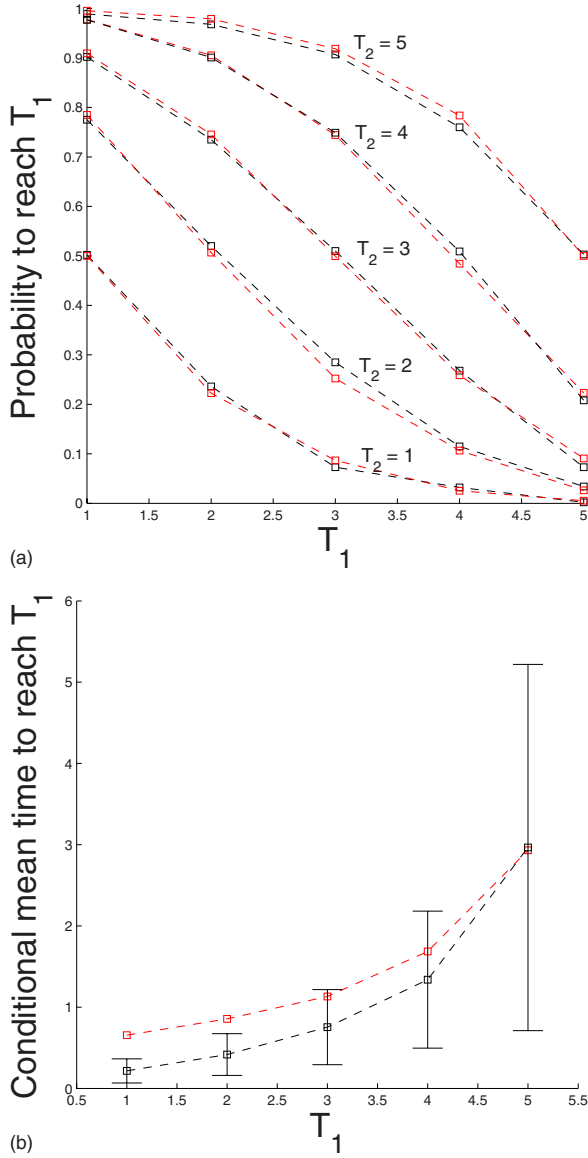 Probability to reach T1
1
0.9
0.8
0.7
0.6
0.5
0.4
0.3
0.2
0.1
0
T2 = 5
T2 = 4
T2 = 3
T2 = 2
T2 = 1
1 1.5 2 2.5 3 3.5 4 4.5 5
T1
(a)
Conditional mean time to reach T1
6
5
4
3
2
1
0
0.5 1 1.5 2 2.5 3 3.5 4 4.5 5 5.5
T1
(b)